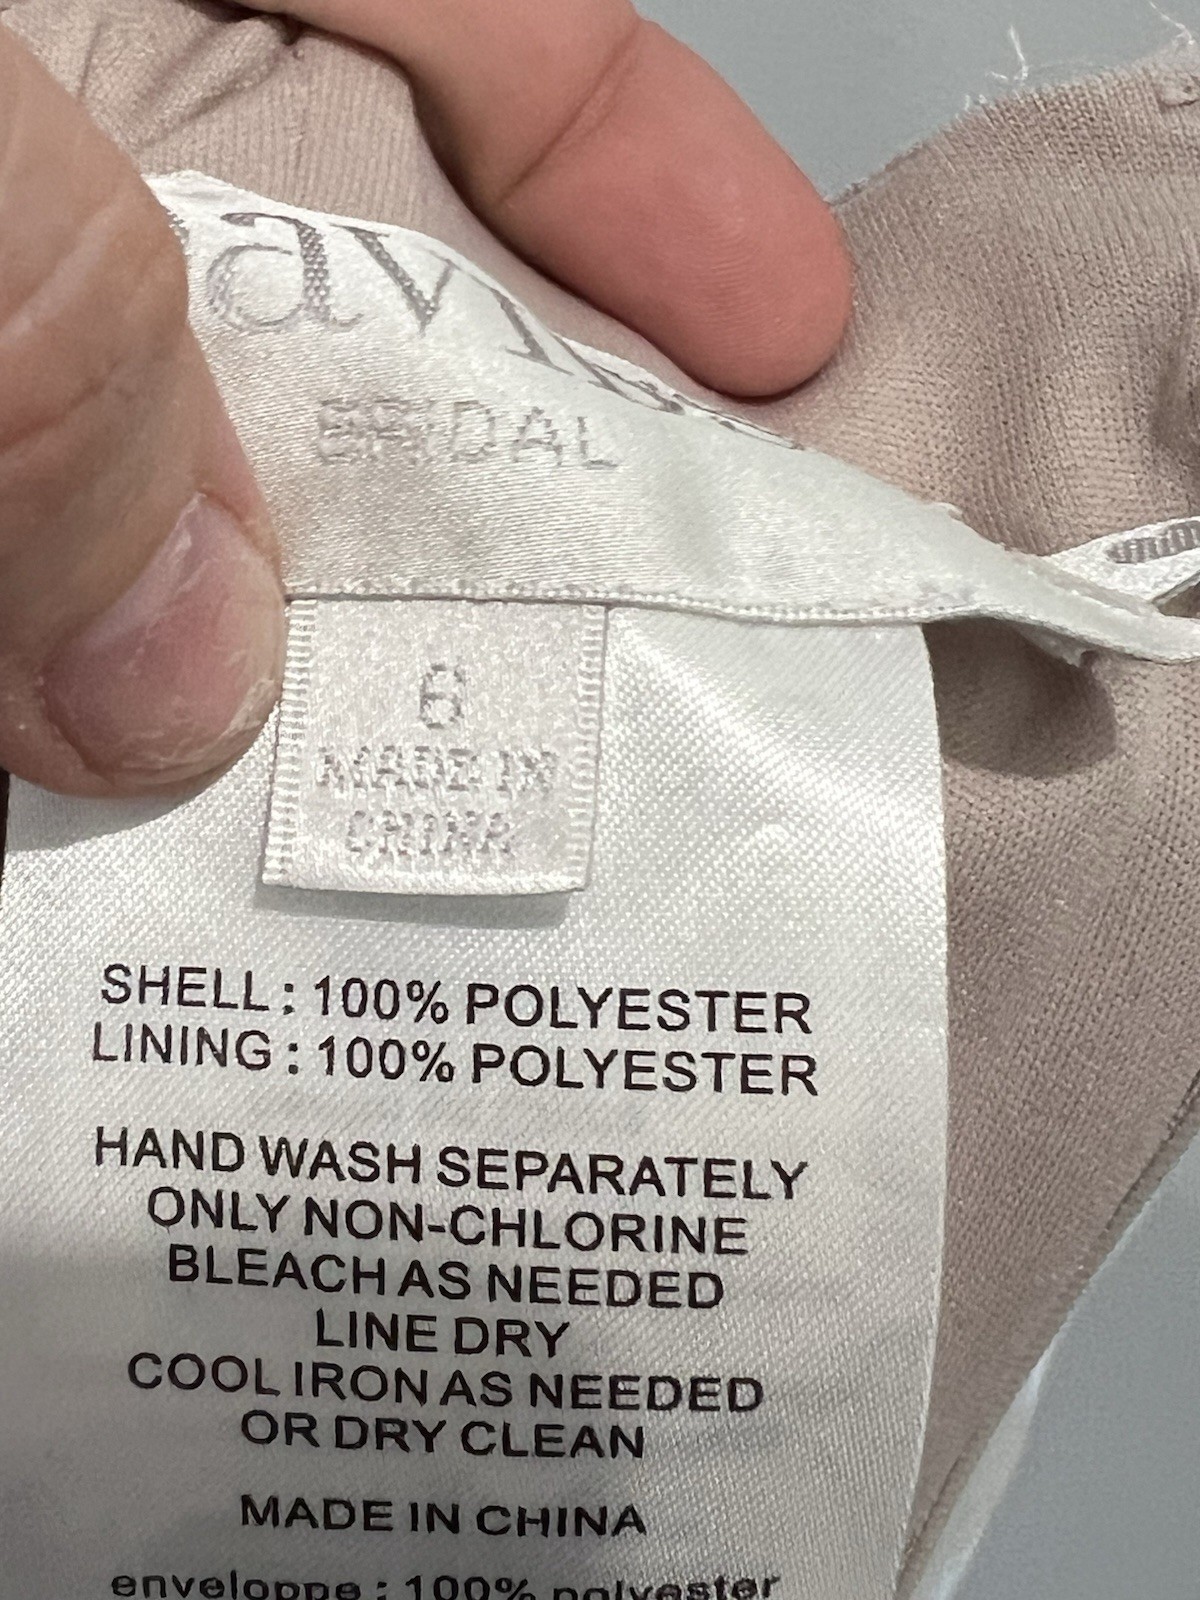 BRIDAL
6
MADE IN
CHINA
SHELL : 100% POLYESTER
LINING : 100% POLYESTER
HAND WASH SEPARATELY
ONLY NON-CHLORINE
BLEACH AS NEEDED
LINE DRY
COOL IRON AS NEEDED
OR DRY CLEAN
MADE IN CHINA
enveloppe : 100% polyester